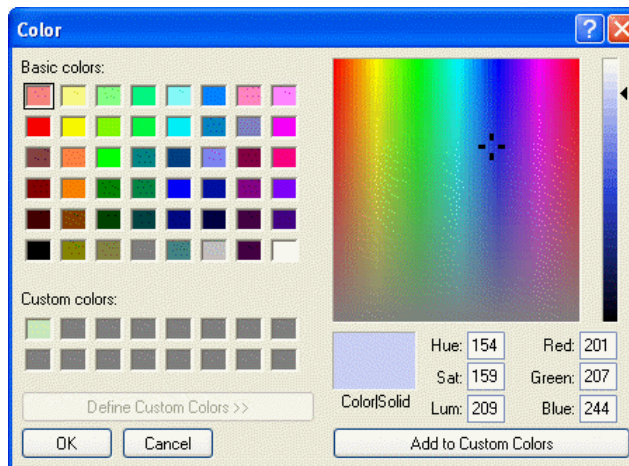 Color
Basic colors:
Custom colors:
Define Custom Colors >>
OK Cancel
Hue: 154 Red: 201
Sat: 159 Green: 207
Color|Solid Lum: 209 Blue: 244
Add to Custom Colors